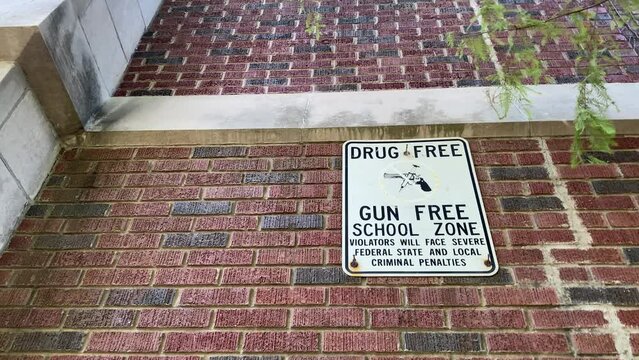 DRUG FREE
GUN FREE
SCHOOL ZONE
VIOLATORS WILL FACE SEVERE
FEDERAL STATE AND LOCAL
CRIMINAL PENALTIES